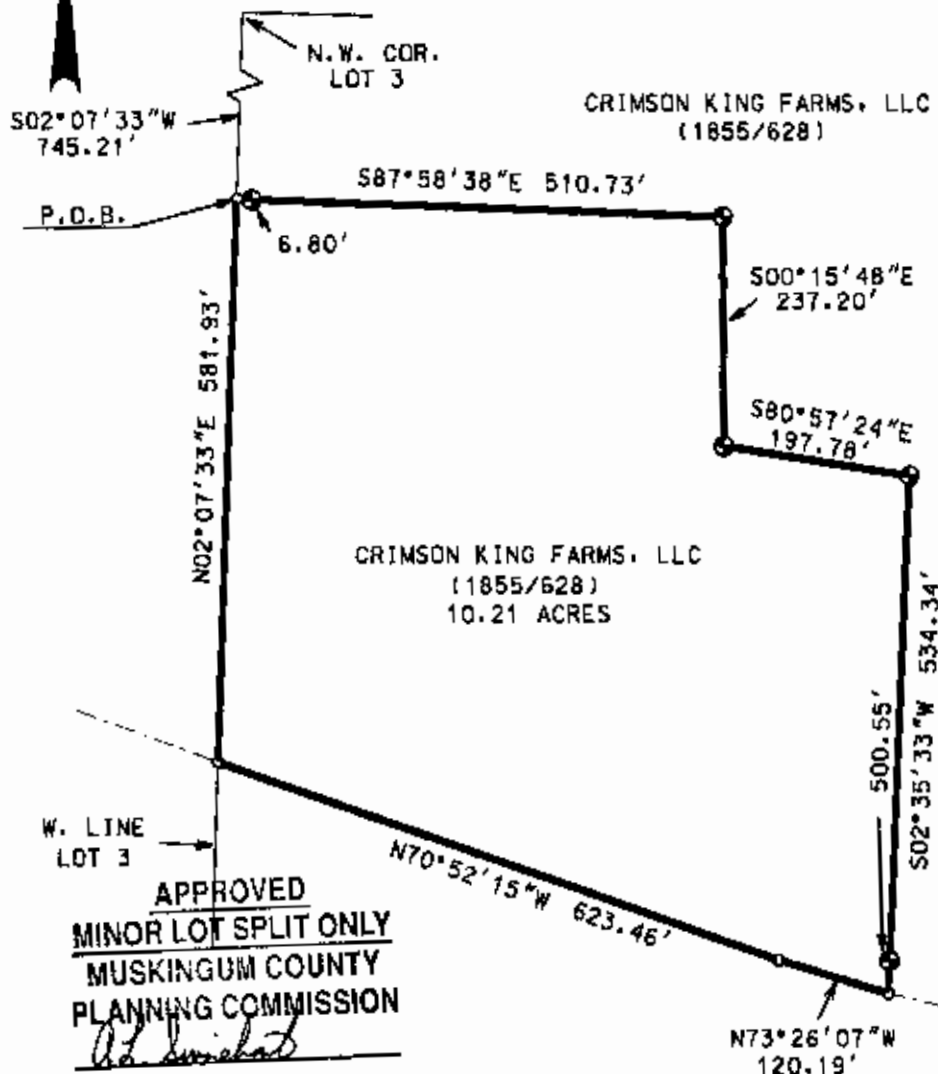 N.W. COR.
LOT 3
CRIMSON KING FARMS, LLC
(1855/628)
S02°07'33"W
745.21'
S87°58'38"E 510.73'
P.O.B.
6.80'
S00°15'48"E
237.20'
N02°07'33"E 581.93'
S80°57'24"E
197.78'
CRIMSON KING FARMS, LLC
(1855/628)
10.21 ACRES
500.55'
S02°35'33"W 534.34'
W. LINE
LOT 3
N70°52'15"W 623.46'
APPROVED
MINOR LOT SPLIT ONLY
MUSKINGUM COUNTY
PLANNING COMMISSION
N73°26'07"W
120.19'